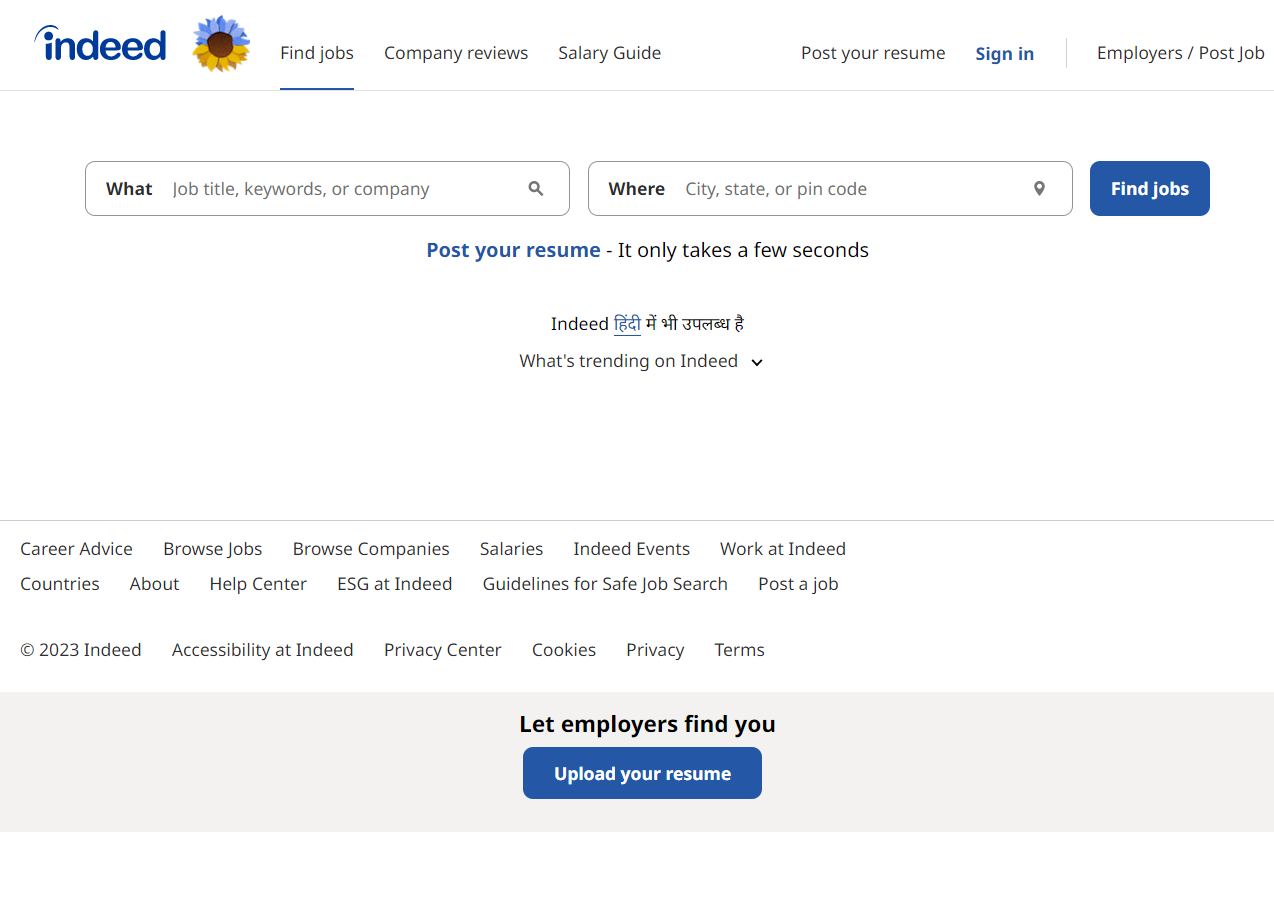 indeed Find jobs Company reviews Salary Guide Post your resume Sign in Employers / Post Job
What Job title, keywords, or company Where City, state, or pin code Find jobs
Post your resume - It only takes a few seconds
Indeed हिंदी में भी उपलब्ध है
What's trending on Indeed
Career Advice Browse Jobs Browse Companies Salaries Indeed Events Work at Indeed
Countries About Help Center ESG at Indeed Guidelines for Safe Job Search Post a job
© 2023 Indeed Accessibility at Indeed Privacy Center Cookies Privacy Terms
Let employers find you
Upload your resume